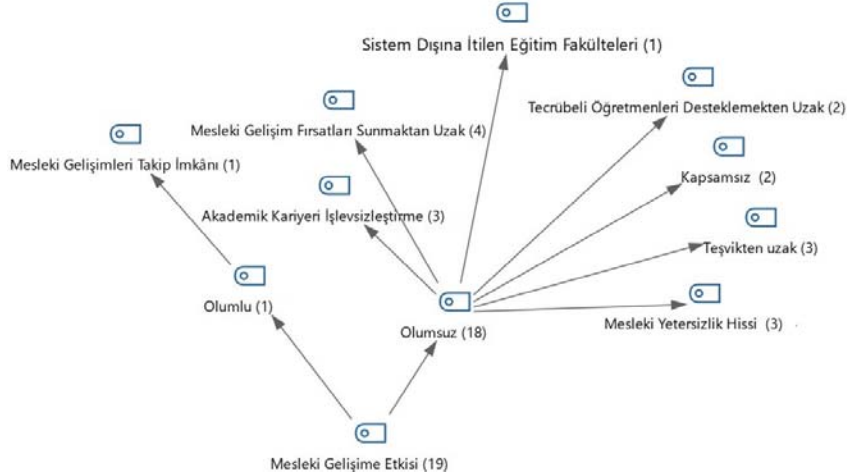 Sistem Dışına İtilen Eğitim Fakülteleri (1)
Tecrübeli Öğretmenleri Desteklemekten Uzak (2)
Mesleki Gelişim Fırsatları Sunmaktan Uzak (4)
Mesleki Gelişimleri Takip İmkânı (1)
Kapsamsız (2)
Akademik Kariyeri İşlevsizleştirme (3)
Teşvikten uzak (3)
Olumlu (1)
Mesleki Yetersizlik Hissi (3)
Olumsuz (18)
Mesleki Gelişime Etkisi (19)